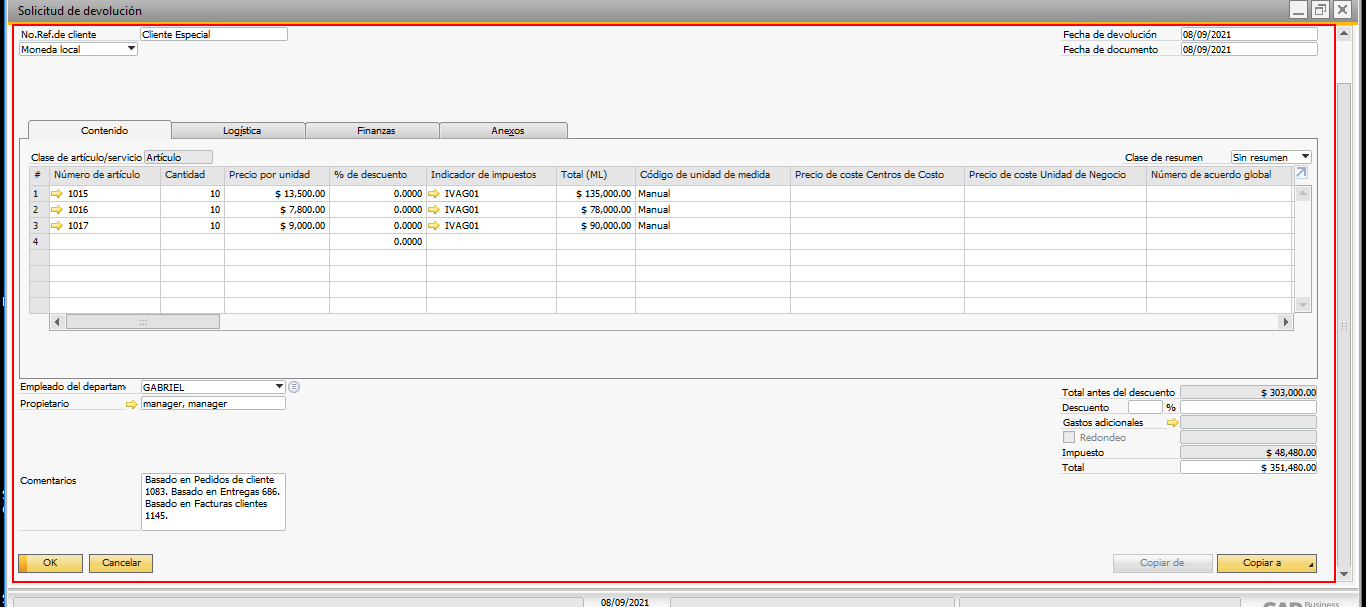 Solicitud de devolución
No.Ref.de cliente Cliente Especial Fecha de devolución 08/09/2021
Moneda local Fecha de documento 08/09/2021
Contenido Logística Finanzas Anexos
Clase de artículo/servicio Artículo Clase de resumen Sin resumen
# Número de artículo Cantidad Precio por unidad % de descuento Indicador de impuestos Total (ML) Código de unidad de medida Precio de coste Centros de Costo Precio de coste Unidad de Negocio Número de acuerdo global
1 1015 10 $ 13,500.00 0.0000 IVAG01 $ 135,000.00 Manual
2 1016 10 $ 7,800.00 0.0000 IVAG01 $ 78,000.00 Manual
3 1017 10 $ 9,000.00 0.0000 IVAG01 $ 90,000.00 Manual
4 0.0000
Empleado del departam GABRIEL
Propietario manager, manager
Total antes del descuento $ 303,000.00
Descuento %
Gastos adicionales
Redondeo
Impuesto $ 48,480.00
Total $ 351,480.00
Comentarios
Basado en Pedidos de cliente
1083. Basado en Entregas 686.
Basado en Facturas clientes
1145.
OK Cancelar Copiar de Copiar a
08/09/2021 Business